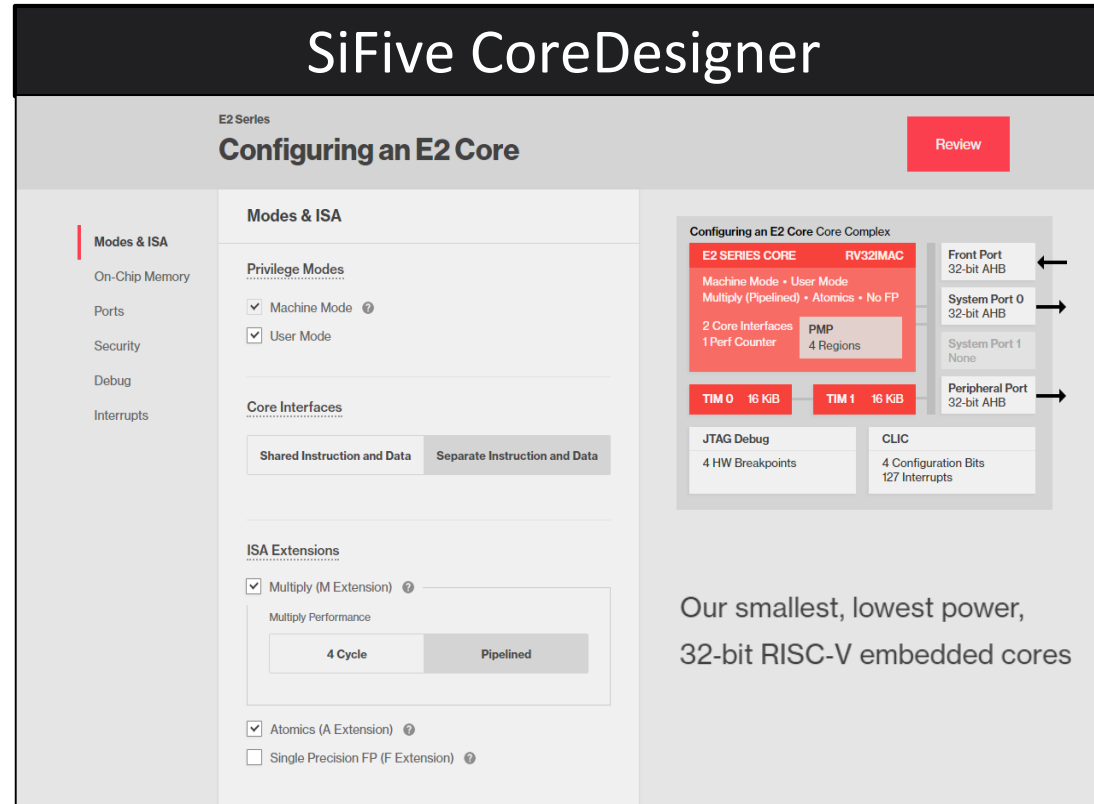 SiFive CoreDesigner
E2 Series
Configuring an E2 Core
Review
Modes & ISA
On-Chip Memory
Ports
Security
Debug
Interrupts
Modes & ISA
Privilege Modes
Machine Mode ?
User Mode
Core Interfaces
Shared Instruction and Data
Separate Instruction and Data
ISA Extensions
Multiply (M Extension) ?
Multiply Performance
4 Cycle
Pipelined
Atomics (A Extension) ?
Single Precision FP (F Extension) ?
Configuring an E2 Core Core Complex
E2 SERIES CORE RV32IMAC
Machine Mode • User Mode
Multiply (Pipelined) • Atomics • No FP
2 Core Interfaces
1 Perf Counter
PMP
4 Regions
TIM 0 16 KiB
TIM 1 16 KiB
Front Port
32-bit AHB
System Port 0
32-bit AHB
System Port 1
None
Peripheral Port
32-bit AHB
JTAG Debug
4 HW Breakpoints
CLIC
4 Configuration Bits
127 Interrupts
Our smallest, lowest power,
32-bit RISC-V embedded cores